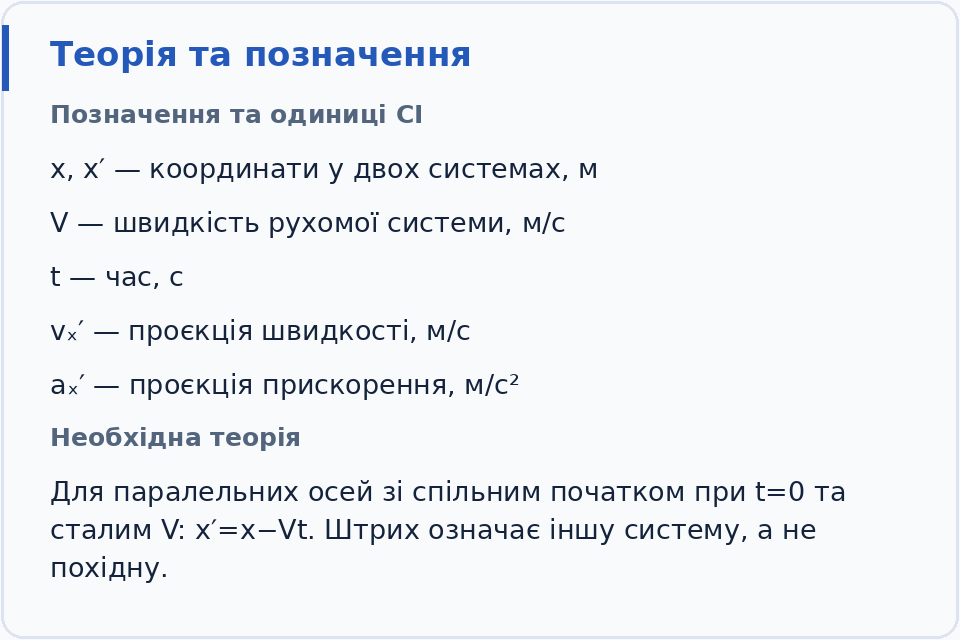 Теорія та позначення
Позначення та одиниці СІ
x, x′ — координати у двох системах, м
V — швидкість рухомої системи, м/с
t — час, с
vₓ′ — проєкція швидкості, м/с
aₓ′ — проєкція прискорення, м/с²
Необхідна теорія
Для паралельних осей зі спільним початком при t=0 та
сталим V: x′=x−Vt. Штрих означає іншу систему, а не
похідну.